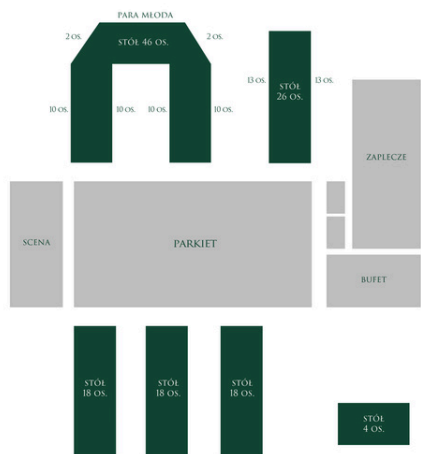 PARA MŁODA
2 OS.
STÓŁ 46 OS.
2 OS.
10 OS.
10 OS.
10 OS.
10 OS.
13 OS.
STÓŁ
26 OS.
13 OS.
ZAPLECZE
SCENA
PARKIET
BUFET
STÓŁ
18 OS.
STÓŁ
18 OS.
STÓŁ
18 OS.
STÓŁ
4 OS.